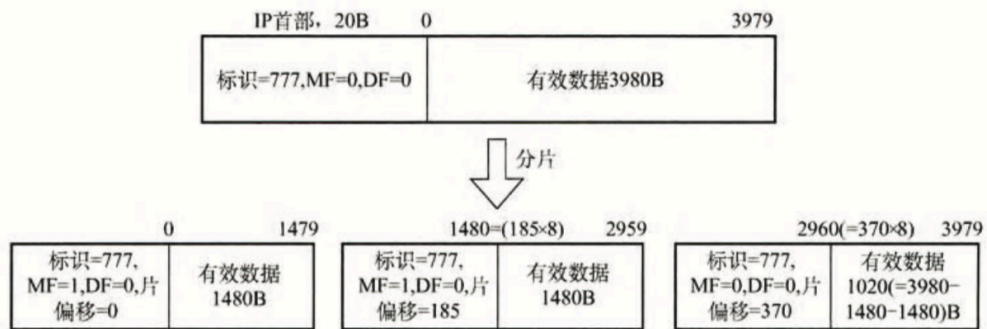 IP首部，20B 0 3979
标识=777,MF=0,DF=0 有效数据3980B
分片
0 1479
标识=777,
MF=1,DF=0,片
偏移=0
有效数据
1480B
1480=(185×8) 2959
标识=777,
MF=1,DF=0,片
偏移=185
有效数据
1480B
2960(=370×8) 3979
标识=777,
MF=0,DF=0,片
偏移=370
有效数据
1020(=3980-
1480-1480)B